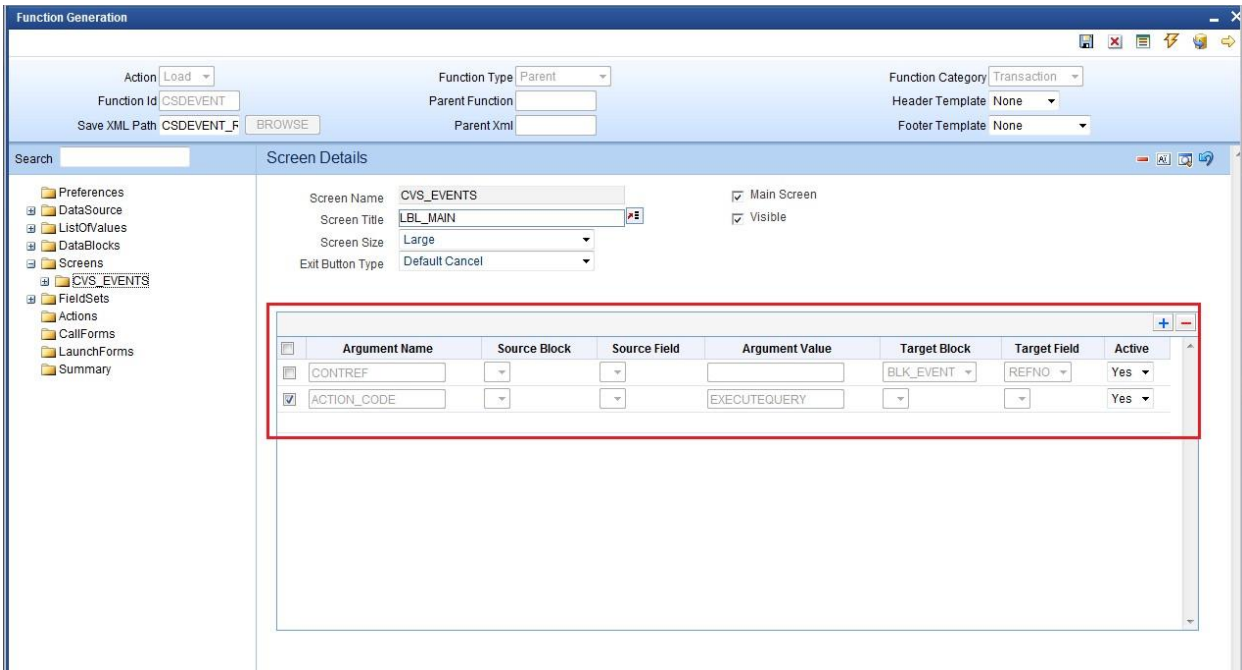 Function Generation
Action Load Function Type Parent Function Category Transaction
Function Id CSDEVENT Parent Function Header Template None
Save XML Path CSDEVENT_R BROWSE Parent Xml Footer Template None
Search Screen Details
Preferences
DataSource
ListOfValues
DataBlocks
Screens
CVS_EVENTS
FieldSets
Actions
CallForms
LaunchForms
Summary
Screen Name CVS_EVENTS Main Screen
Screen Title LBL_MAIN Visible
Screen Size Large
Exit Button Type Default Cancel
Argument Name Source Block Source Field Argument Value Target Block Target Field Active
CONTREF BLK_EVENT REFNO Yes
ACTION_CODE EXECUTEQUERY Yes